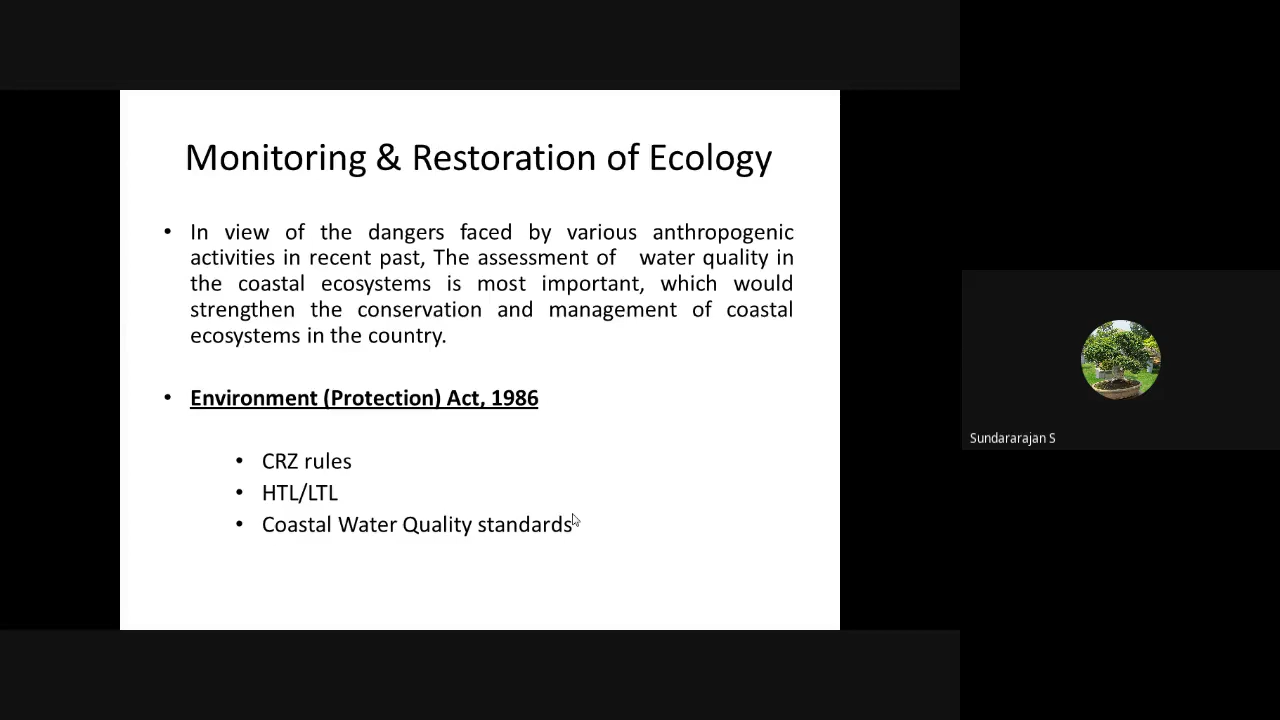 Monitoring & Restoration of Ecology
• In view of the dangers faced by various anthropogenic
activities in recent past, The assessment of water quality in
the coastal ecosystems is most important, which would
strengthen the conservation and management of coastal
ecosystems in the country.
• Environment (Protection) Act, 1986
• CRZ rules
• HTL/LTL
• Coastal Water Quality standards
Sundararajan S